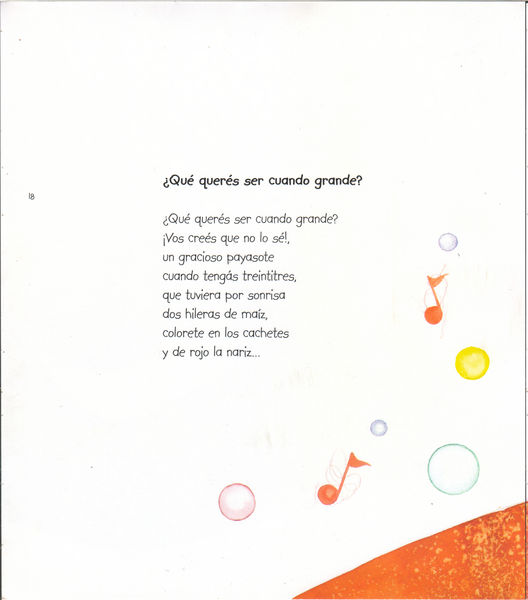 ¿Qué querés ser cuando grande?
18
¿Qué querés ser cuando grande?
¡Vos creés que no lo sé!,
un gracioso payasote
cuando tengás treintitres,
que tuviera por sonrisa
dos hileras de maíz,
colorete en los cachetes
y de rojo la nariz...